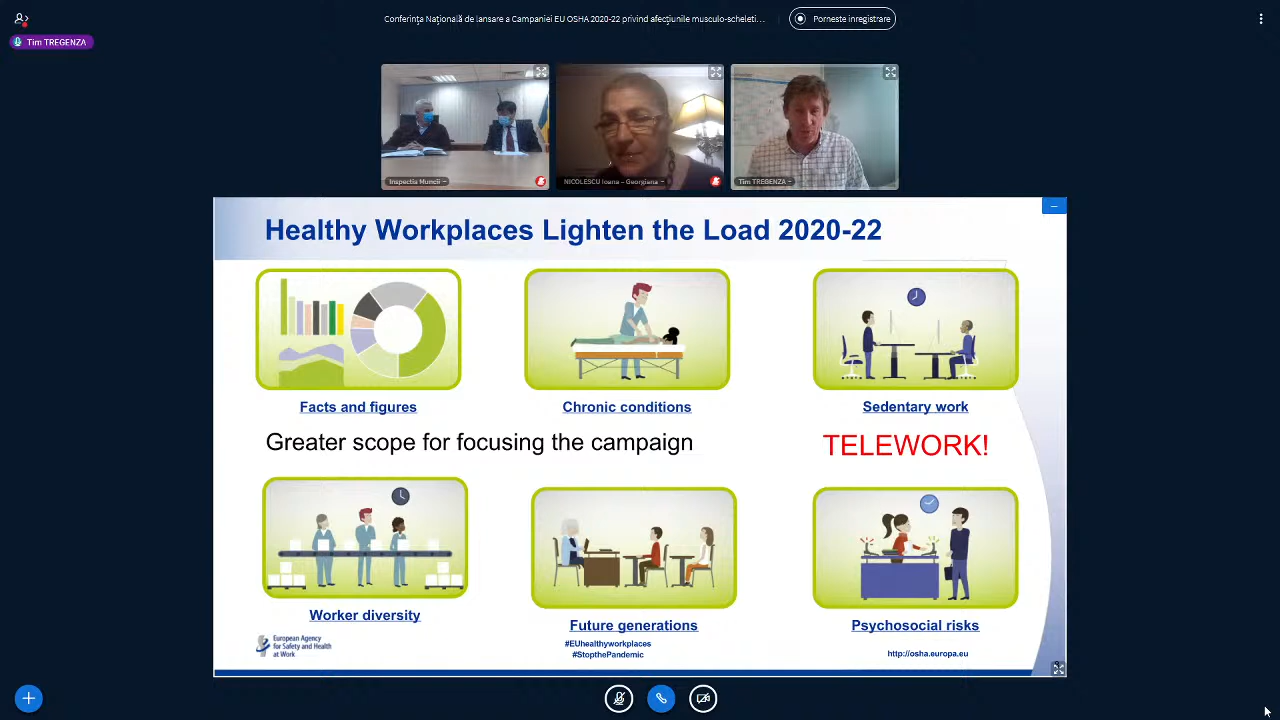 Conferința Națională de lansare a Campaniei EU OSHA 2020-22 privind afecțiunile musculo-scheleti...
Porneste inregistrare
Tim TREGENZA
Inspectia Muncii
NICOLESCU Ioana - Georgiana
Tim TREGENZA
Healthy Workplaces Lighten the Load 2020-22
Facts and figures
Chronic conditions
Sedentary work
Greater scope for focusing the campaign
TELEWORK!
Worker diversity
Future generations
Psychosocial risks
European Agency
for Safety and Health
at Work
#EUhealthyworkplaces
#StopthePandemic
http://osha.europa.eu